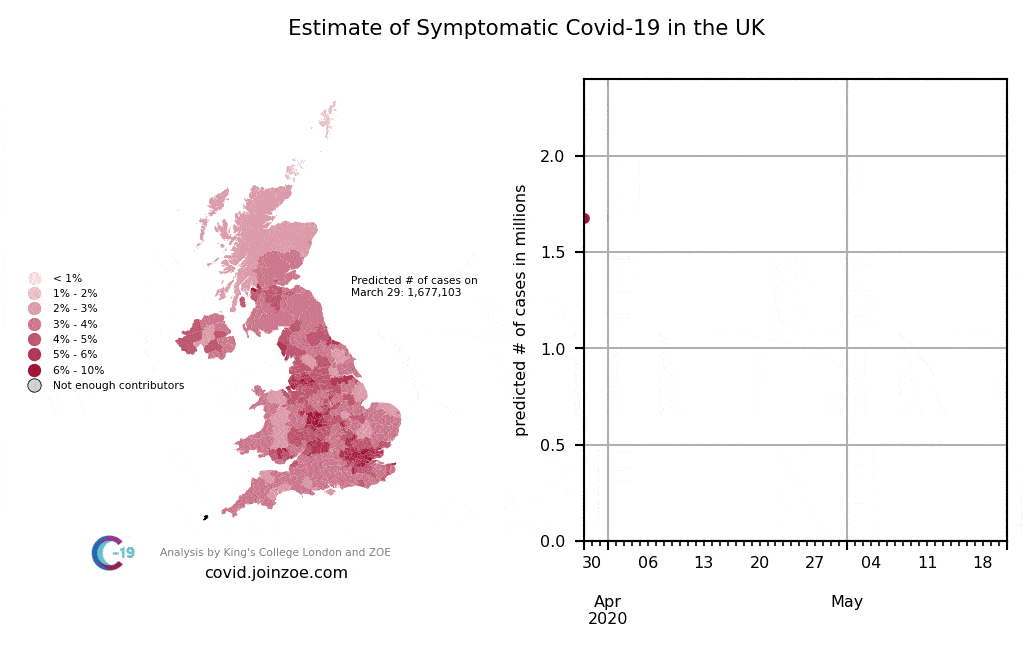 Estimate of Symptomatic Covid-19 in the UK
Predicted # of cases on
March 29: 1,677,103
< 1%
1% - 2%
2% - 3%
3% - 4%
4% - 5%
5% - 6%
6% - 10%
Not enough contributors
-19
Analysis by King's College London and ZOE
covid.joinzoe.com
predicted # of cases in millions
2.0
1.5
1.0
0.5
0.0
30 06 13 20 27 04 11 18
Apr May
2020